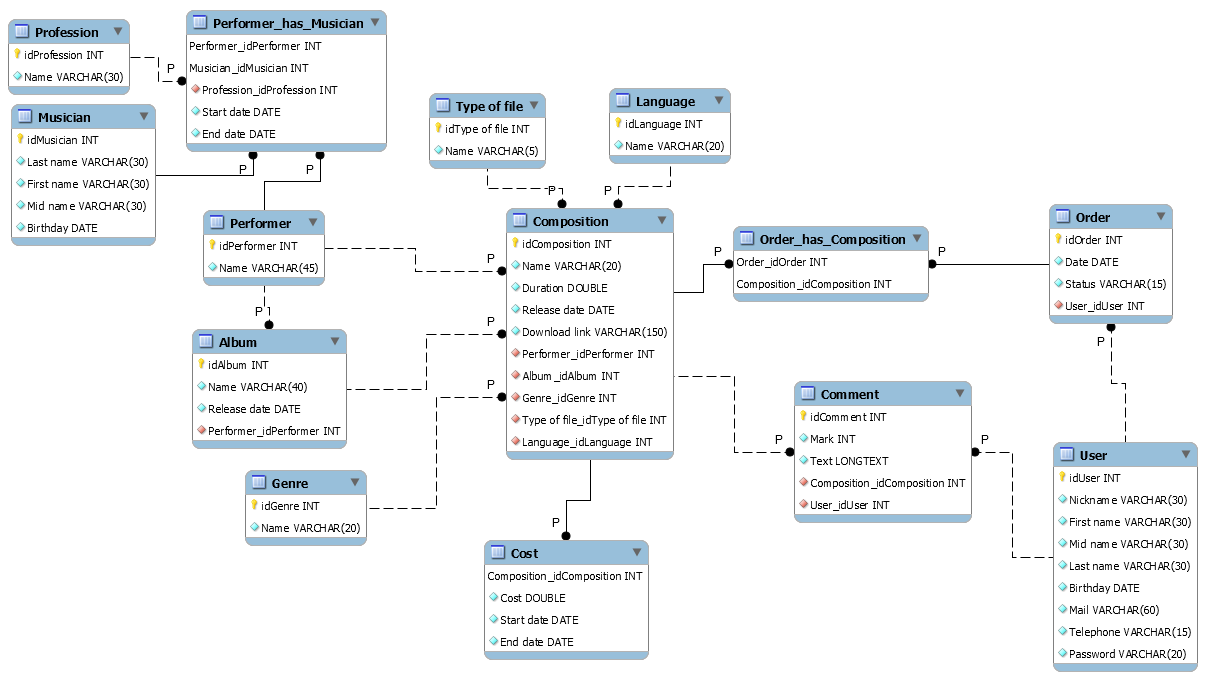 Profession
idProfession INT
Name VARCHAR(30)
P
Performer_has_Musician
Performer_idPerformer INT
Musician_idMusician INT
Profession_idProfession INT
Start date DATE
End date DATE
Musician
idMusician INT
Last name VARCHAR(30)
First name VARCHAR(30)
Mid name VARCHAR(30)
Birthday DATE
P
P
Type of file
idType of file INT
Name VARCHAR(5)
P
Language
idLanguage INT
Name VARCHAR(20)
P
Performer
idPerformer INT
Name VARCHAR(45)
P
P
Album
idAlbum INT
Name VARCHAR(40)
Release date DATE
Performer_idPerformer INT
P
Genre
idGenre INT
Name VARCHAR(20)
P
Composition
idComposition INT
Name VARCHAR(20)
Duration DOUBLE
Release date DATE
Download link VARCHAR(150)
Performer_idPerformer INT
Album_idAlbum INT
Genre_idGenre INT
Type of file_idType of file INT
Language_idLanguage INT
P
Cost
Composition_idComposition INT
Cost DOUBLE
Start date DATE
End date DATE
P
Order_has_Composition
Order_idOrder INT
Composition_idComposition INT
P
Order
idOrder INT
Date DATE
Status VARCHAR(15)
User_idUser INT
P
P
Comment
idComment INT
Mark INT
Text LONGTEXT
Composition_idComposition INT
User_idUser INT
P
User
idUser INT
Nickname VARCHAR(30)
First name VARCHAR(30)
Mid name VARCHAR(30)
Last name VARCHAR(30)
Birthday DATE
Mail VARCHAR(60)
Telephone VARCHAR(15)
Password VARCHAR(20)